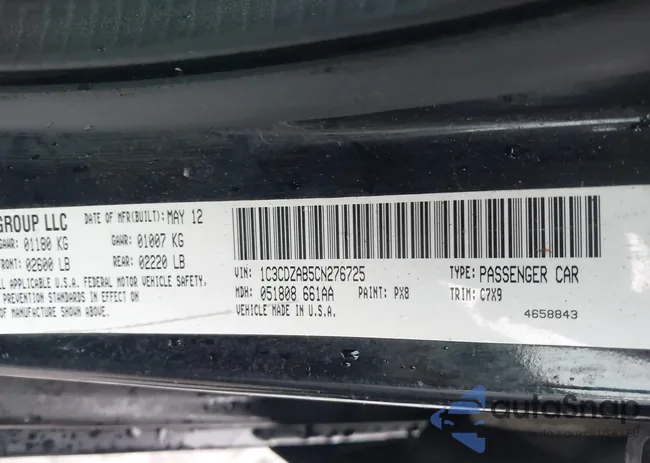 GROUP LLC DATE OF MFR(BUILT): MAY 12
GAWR: 01180 KG GAWR: 01007 KG
FRONT: 02600 LB REAR: 02220 LB
ALL APPLICABLE U.S.A. FEDERAL MOTOR VEHICLE SAFETY,
PREVENTION STANDARDS IN EFFECT ON
OF MANUFACTURE SHOWN ABOVE.
VIN: 1C3CDZAB5CN276725 TYPE: PASSENGER CAR
MDH: 051808 661AA PAINT: PX8 TRIM: C7X9
VEHICLE MADE IN U.S.A. 4658843
autoSnap